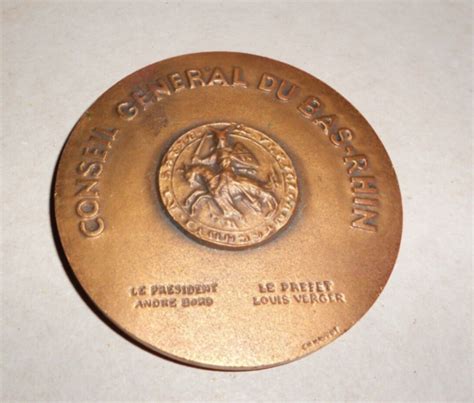 CONSEIL GENERAL DU BAS-RHIN
LE PRESIDENT
ANDRE BORD
LE PREFET
LOUIS VERGER